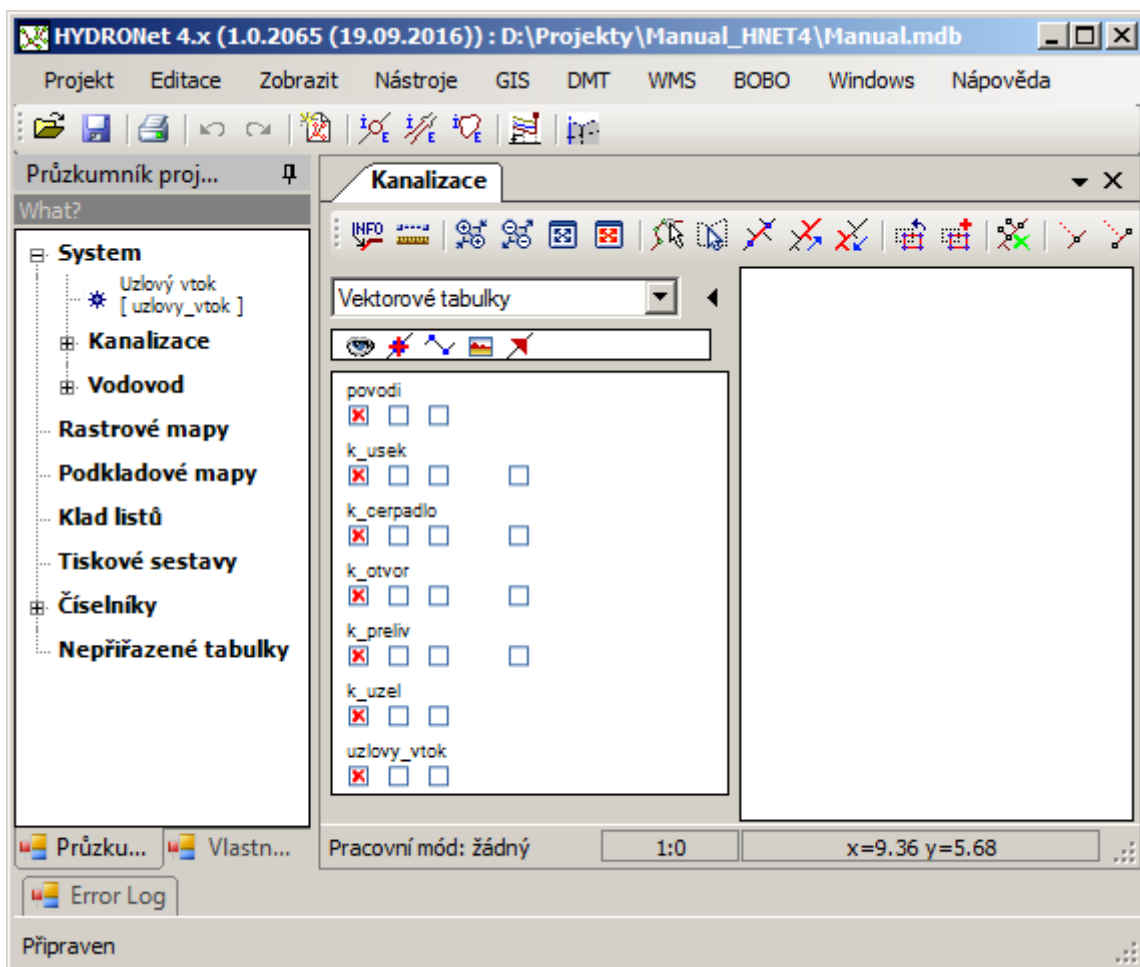 HYDRONet 4.x (1.0.2065 (19.09.2016)) : D:\Projekty\Manual_HNET4\Manual.mdb
Projekt Editace Zobrazit Nástroje GIS DMT WMS BOBO Windows Nápověda
Průzkumník proj...
What?
System
Uzlový vtok
[ uzlovy_vtok ]
Kanalizace
Vodovod
Rastrové mapy
Podkladové mapy
Klad listů
Tiskové sestavy
Číselníky
Nepřiřazené tabulky
Průzku... Vlastn...
Kanalizace
INFO
Vektorové tabulky
povodi
k_usek
k_cerpadlo
k_otvor
k_preliv
k_uzel
uzlovy_vtok
Pracovní mód: žádný 1:0 x=9.36 y=5.68
Error Log
Připraven